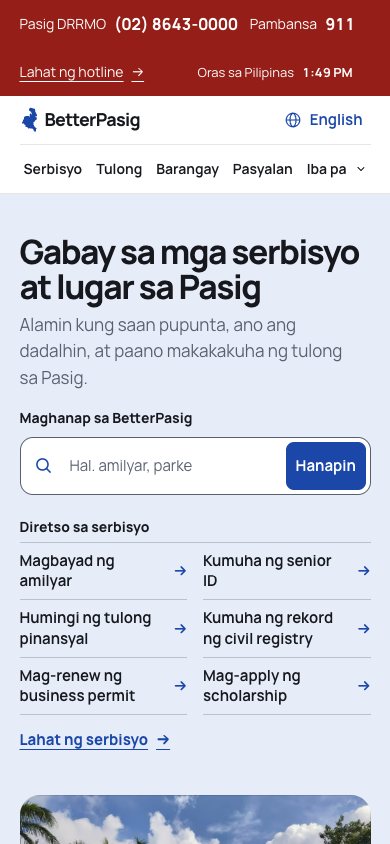 Pasig DRRMO (02) 8643-0000 Pambansa 911
Lahat ng hotline → Oras sa Pilipinas 1:49 PM
BetterPasig English
Serbisyo Tulong Barangay Pasyalan Iba pa
Gabay sa mga serbisyo
at lugar sa Pasig
Alamin kung saan pupunta, ano ang
dadalhin, at paano makakakuha ng tulong
sa Pasig.
Maghanap sa BetterPasig
Hal. amilyar, parke Hanapin
Diretso sa serbisyo
Magbayad ng
amilyar →
Kumuha ng senior
ID →
Humingi ng tulong
pinansyal →
Kumuha ng rekord
ng civil registry →
Mag-renew ng
business permit →
Mag-apply ng
scholarship →
Lahat ng serbisyo →